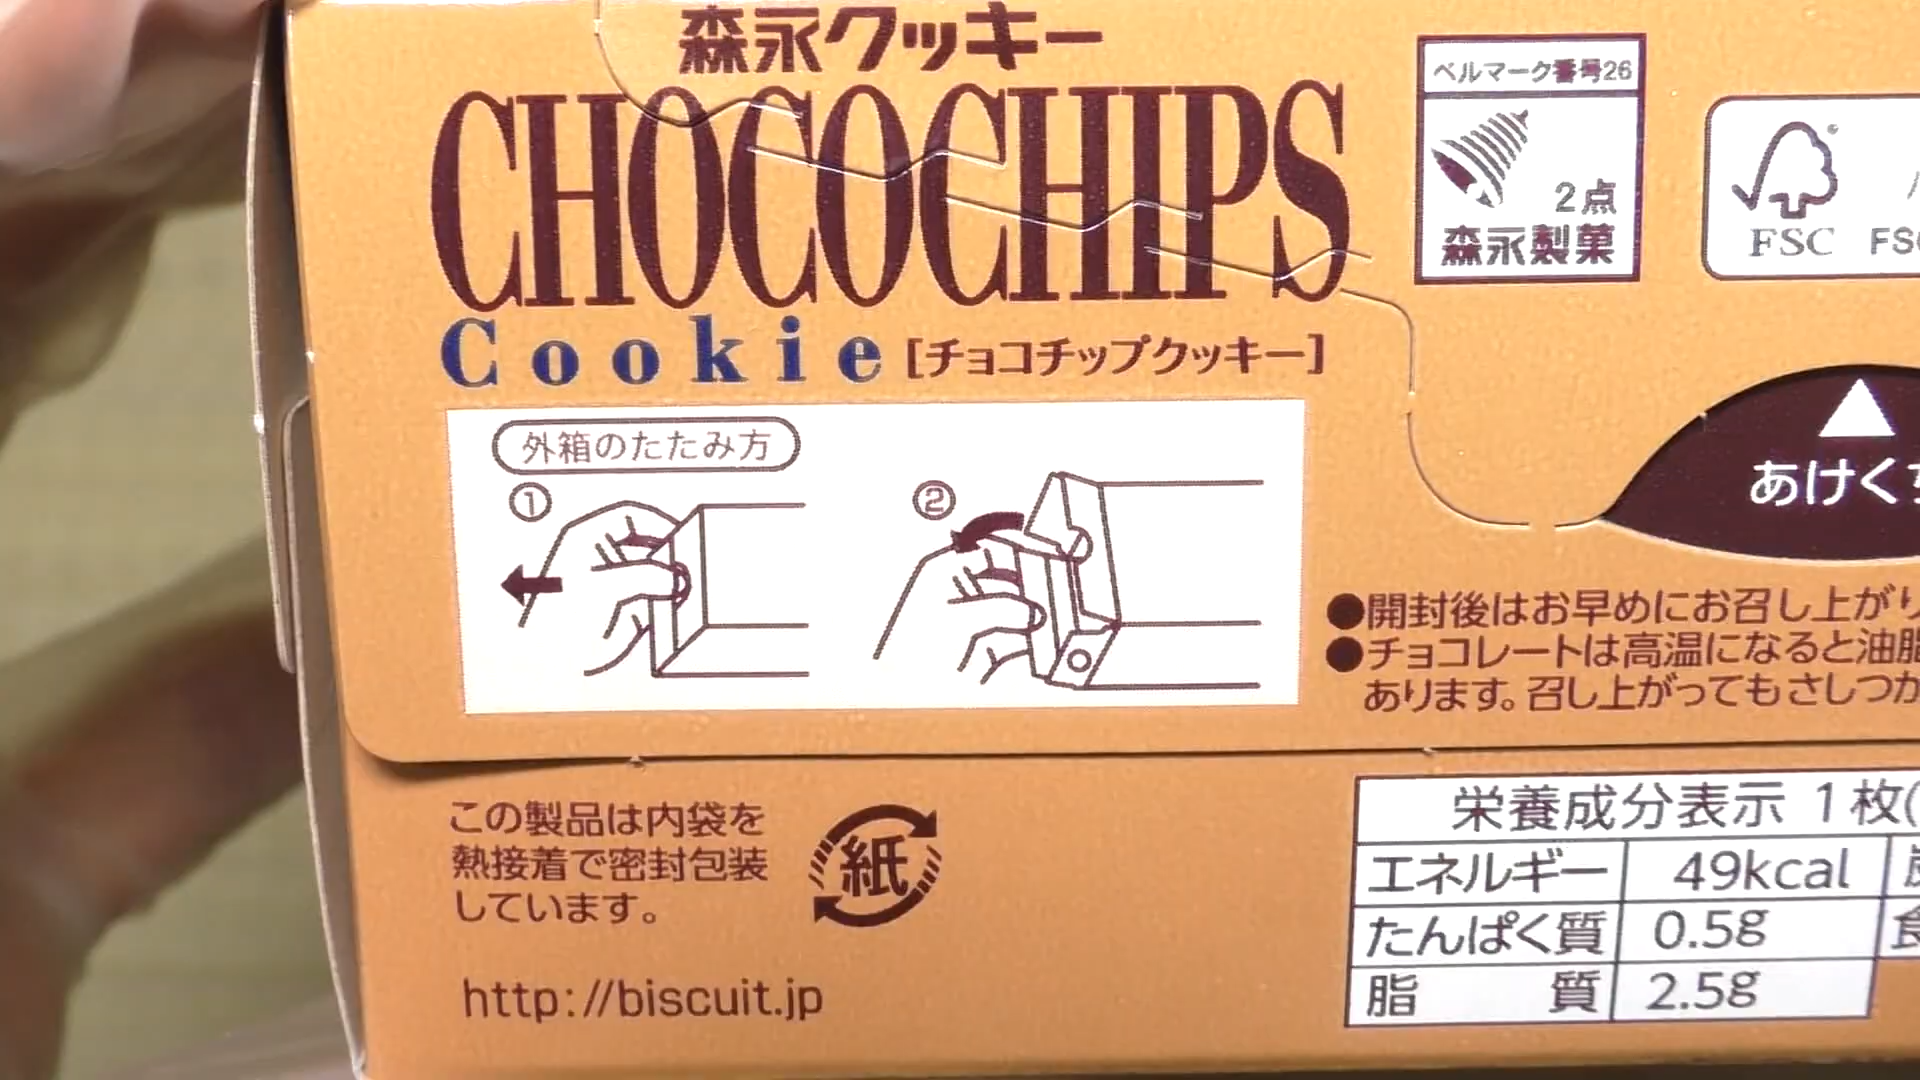 森永クッキー
CHOCOCHIPS
Cookie [チョコチップクッキー]
ベルマーク番号26
2点
森永製菓
FSC
あけく
外箱のたたみ方
①
②
●開封後はお早めにお召し上がり
●チョコレートは高温になると油脂
あります。召し上がってもさしつか
この製品は内袋を
熱接着で密封包装
しています。
紙
http://biscuit.jp
栄養成分表示 1枚(
エネルギー 49kcal
たんぱく質 0.5g 食
脂質 2.5g